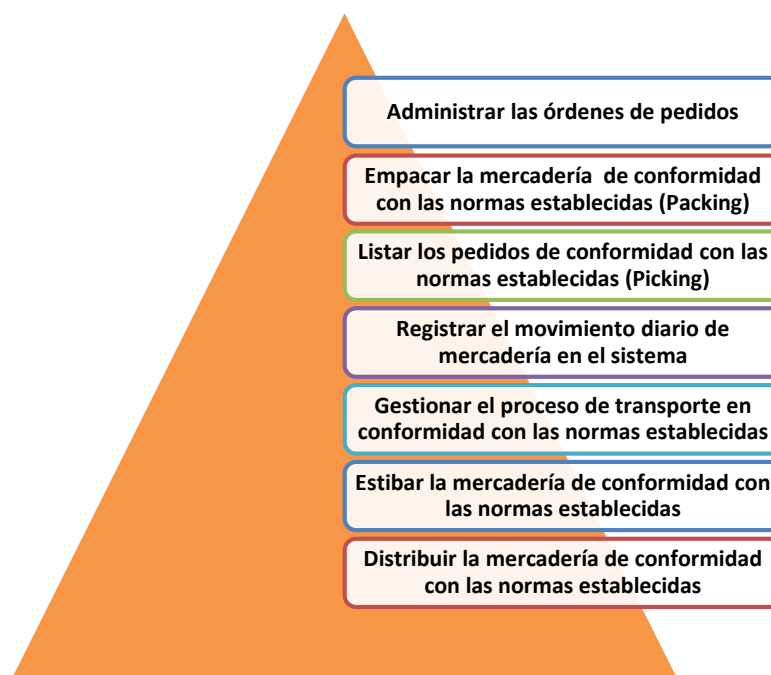 Administrar las órdenes de pedidos
Empacar la mercadería de conformidad
con las normas establecidas (Packing)
Listar los pedidos de conformidad con las
normas establecidas (Picking)
Registrar el movimiento diario de
mercadería en el sistema
Gestionar el proceso de transporte en
conformidad con las normas establecidas
Estibar la mercadería de conformidad con
las normas establecidas
Distribuir la mercadería de conformidad
con las normas establecidas